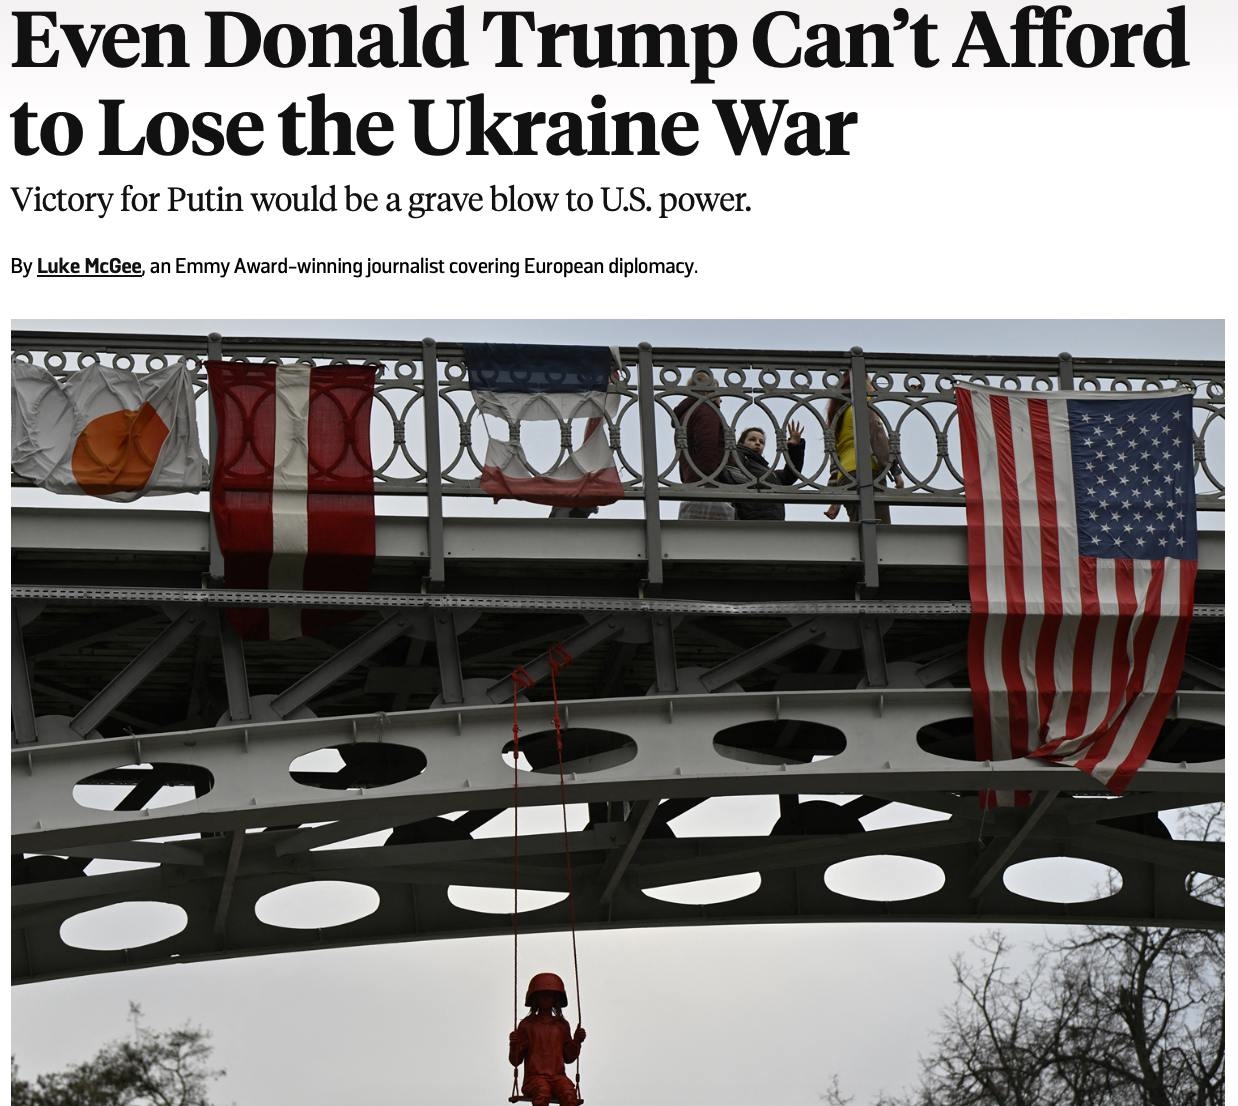 Even Donald Trump Can’t Afford
to Lose the Ukraine War
Victory for Putin would be a grave blow to U.S. power.
By Luke McGee, an Emmy Award-winning journalist covering European diplomacy.